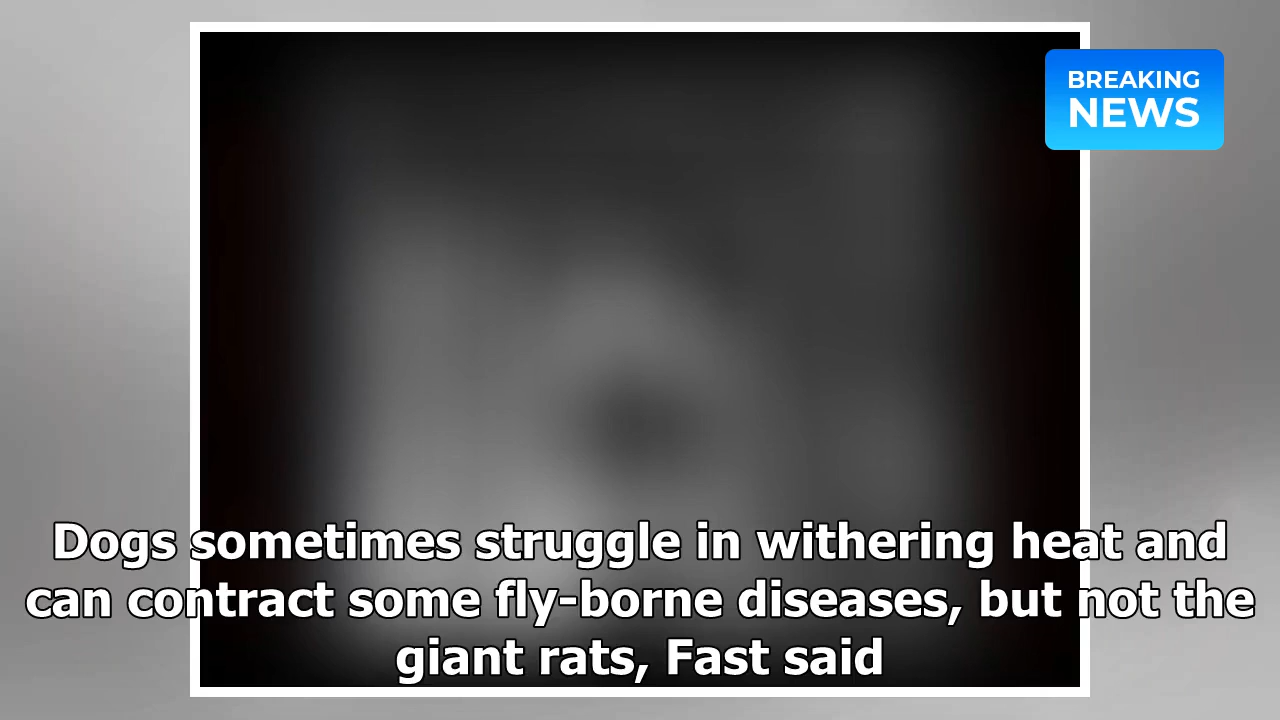 BREAKING
NEWS
Dogs sometimes struggle in withering heat and
can contract some fly-borne diseases, but not the
giant rats, Fast said